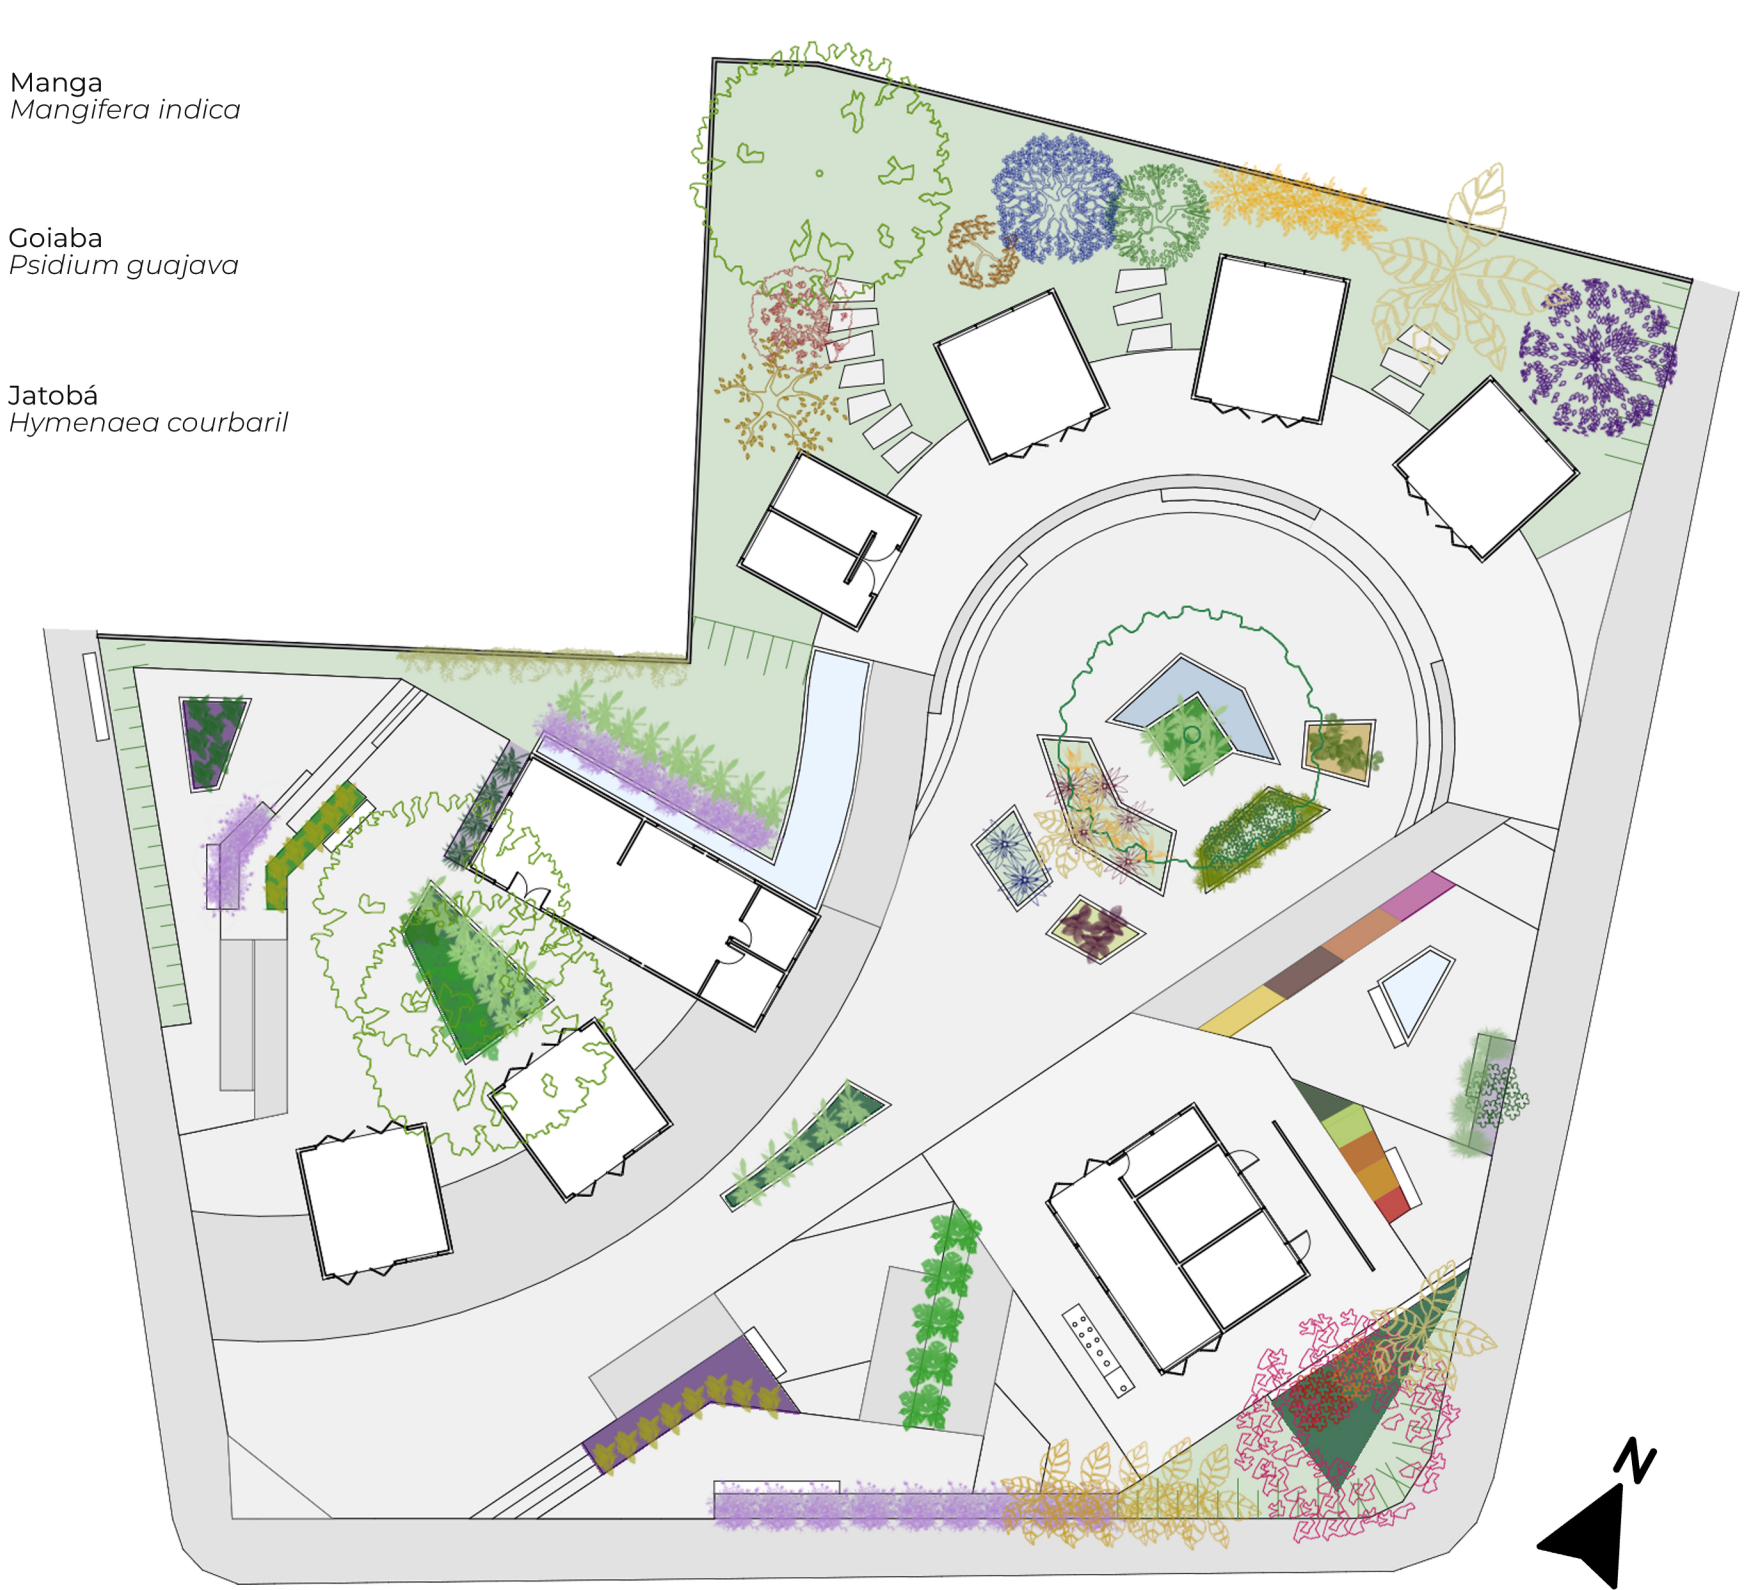 Manga
Mangifera indica
Goiaba
Psidium guajava
Jatobá
Hymenaea courbaril
N